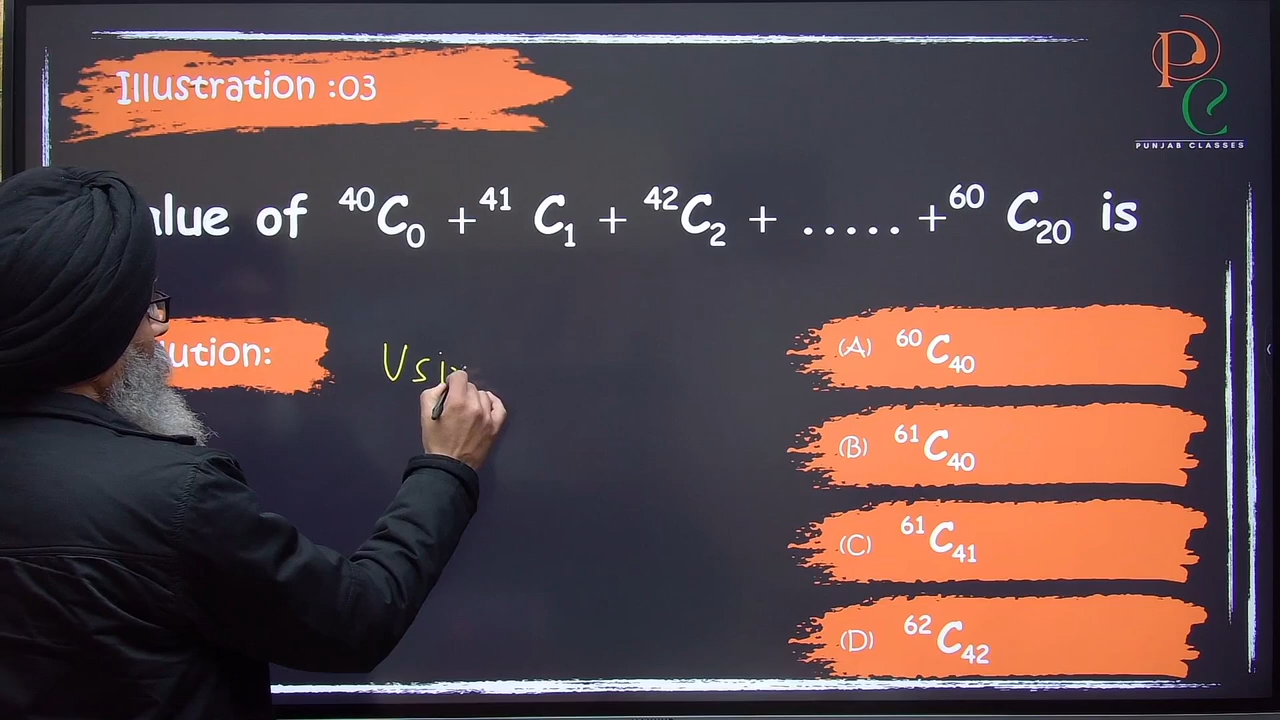 Illustration :03
PUNJAB CLASSES
alue of ⁴⁰C₀ + ⁴¹C₁ + ⁴²C₂ + ..... + ⁶⁰C₂₀ is
ution:
(A) ⁶⁰C₄₀
(B) ⁶¹C₄₀
(C) ⁶¹C₄₁
(D) ⁶²C₄₂